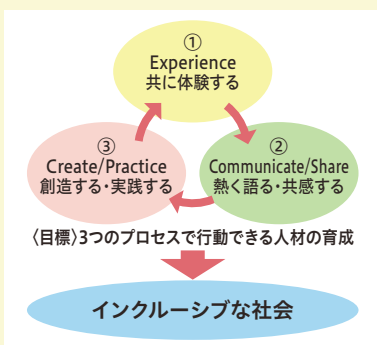 ①
Experience
共に体験する
②
Communicate/Share
熱く語る・共感する
③
Create/Practice
創造する・実践する
〈目標〉3つのプロセスで行動できる人材の育成
インクルーシブな社会